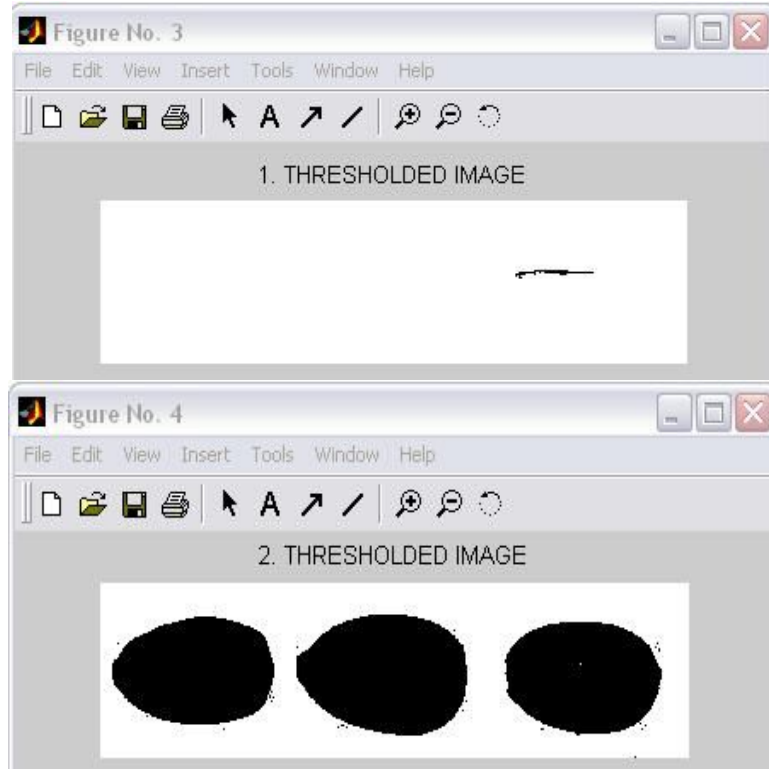 Figure No. 3
File Edit View Insert Tools Window Help
A
1. THRESHOLDED IMAGE
Figure No. 4
File Edit View Insert Tools Window Help
A
2. THRESHOLDED IMAGE